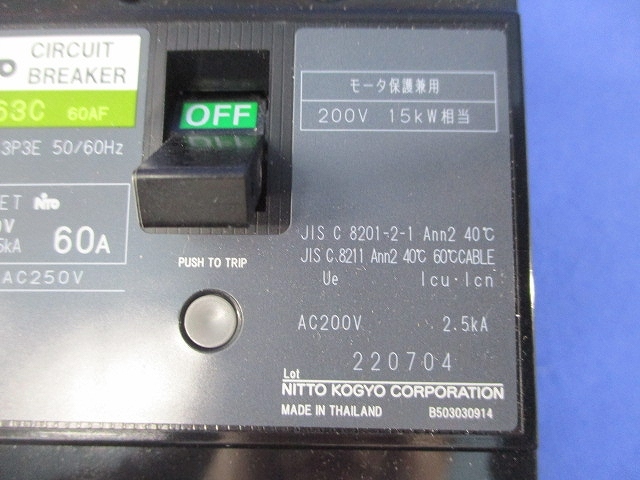 CIRCUIT
BREAKER
63C 60AF
3P3E 50/60Hz
ET Nito
60A
AC250V
OFF
PUSH TO TRIP
モータ保護兼用
200V 15kW相当
JIS C 8201-2-1 Ann2 40℃
JIS C 8211 Ann2 40℃ 60℃CABLE
Ue Icu・Icn
AC200V 2.5kA
220704
Lot
NITTO KOGYO CORPORATION
MADE IN THAILAND B503030914